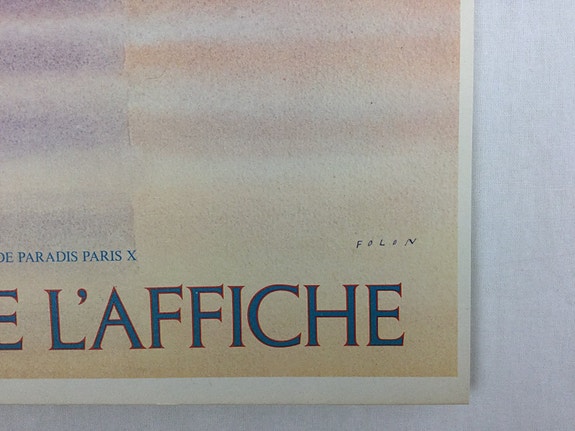 FOLON
DE PARADIS PARIS X
E L'AFFICHE